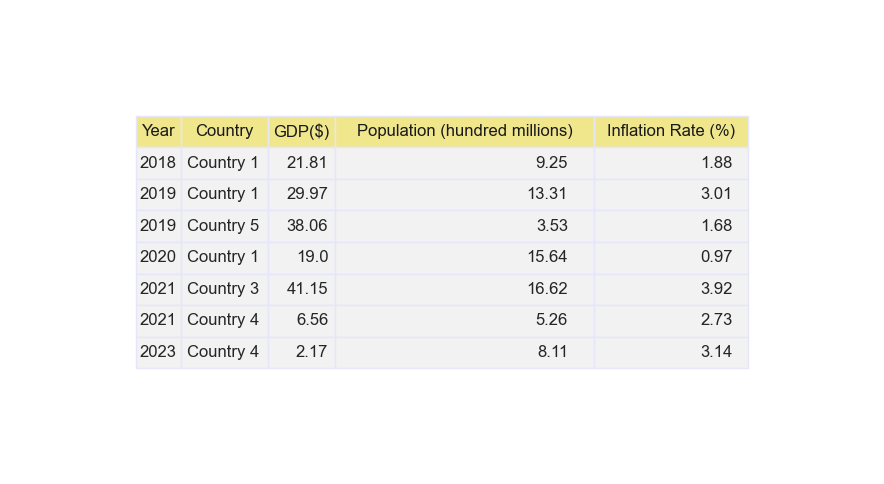 Year Country GDP($) Population (hundred millions) Inflation Rate (%)
2018 Country 1 21.81 9.25 1.88
2019 Country 1 29.97 13.31 3.01
2019 Country 5 38.06 3.53 1.68
2020 Country 1 19.0 15.64 0.97
2021 Country 3 41.15 16.62 3.92
2021 Country 4 6.56 5.26 2.73
2023 Country 4 2.17 8.11 3.14